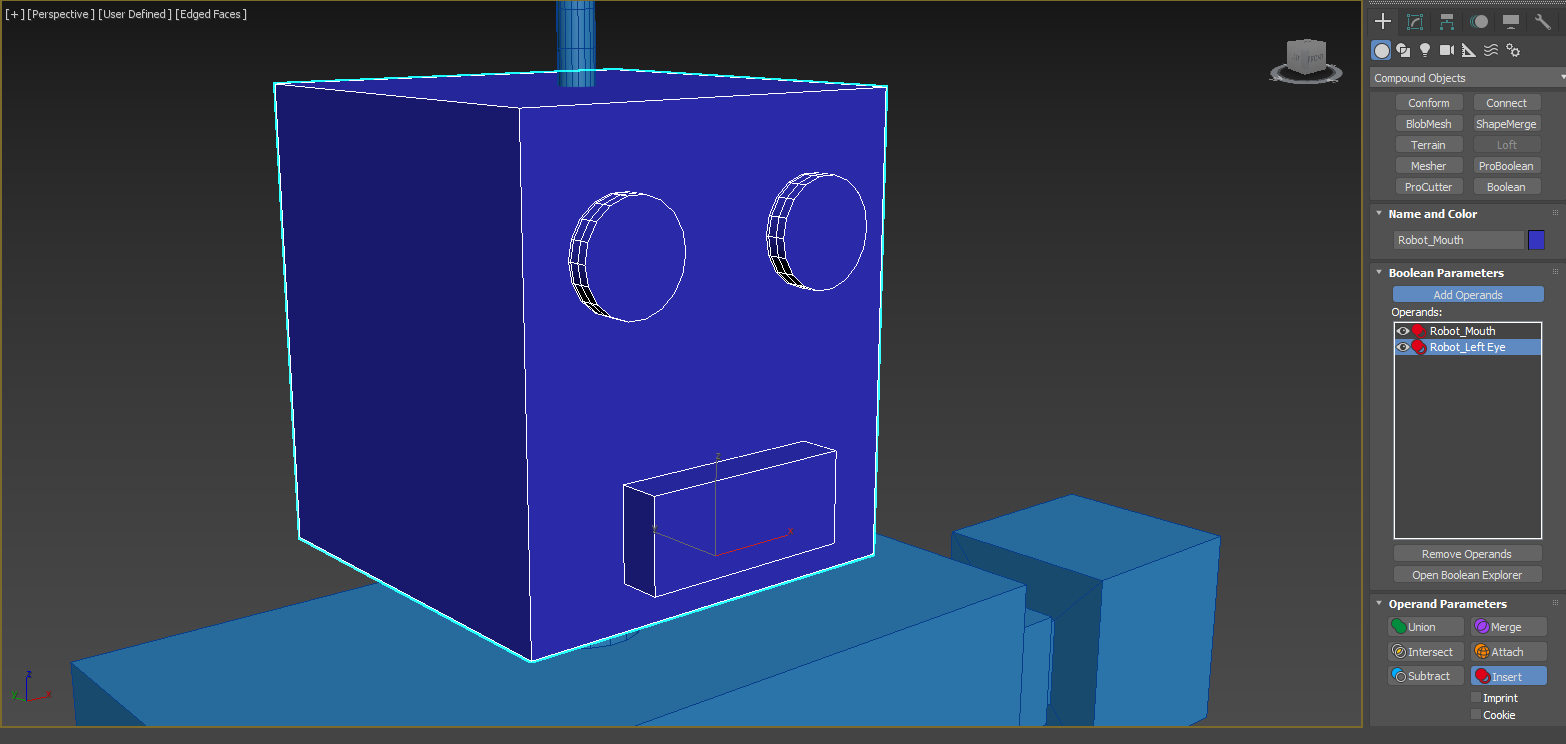 [+] [Perspective ] [User Defined ] [Edged Faces ]
Compound Objects
Conform Connect
BlobMesh ShapeMerge
Terrain Loft
Mesher ProBoolean
ProCutter Boolean
Name and Color
Robot_Mouth
Boolean Parameters
Add Operands
Operands:
Robot_Mouth
Robot_Left Eye
Remove Operands
Open Boolean Explorer
Operand Parameters
Union Merge
Intersect Attach
Subtract Insert
Imprint
Cookie
z
x
z
x